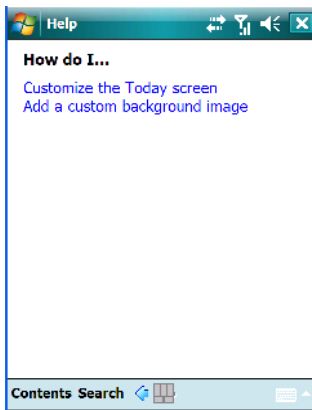 Help
How do I...
Customize the Today screen
Add a custom background image
Contents Search